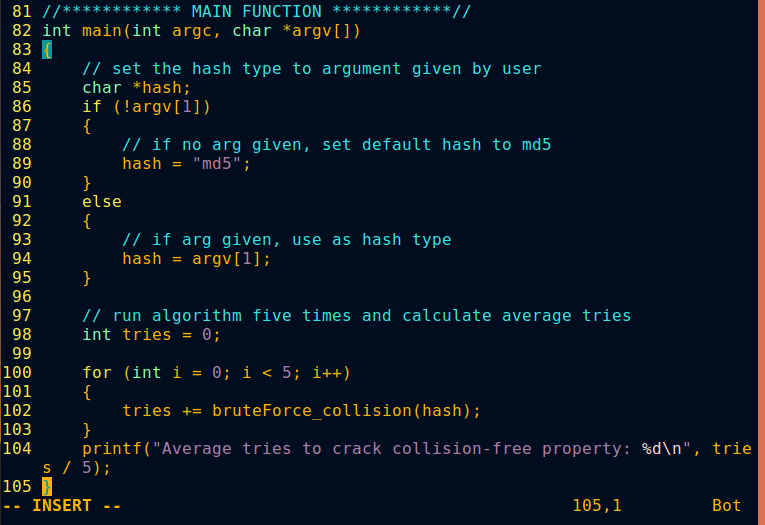 81 //************ MAIN FUNCTION ************//
82 int main(int argc, char *argv[])
83 {
84     // set the hash type to argument given by user
85     char *hash;
86     if (!argv[1])
87     {
88         // if no arg given, set default hash to md5
89         hash = "md5";
90     }
91     else
92     {
93         // if arg given, use as hash type
94         hash = argv[1];
95     }
96
97     // run algorithm five times and calculate average tries
98     int tries = 0;
99
100     for (int i = 0; i < 5; i++)
101     {
102         tries += bruteForce_collision(hash);
103     }
104     printf("Average tries to crack collision-free property: %d\n", trie
s / 5);
105 }
-- INSERT -- 105,1 Bot